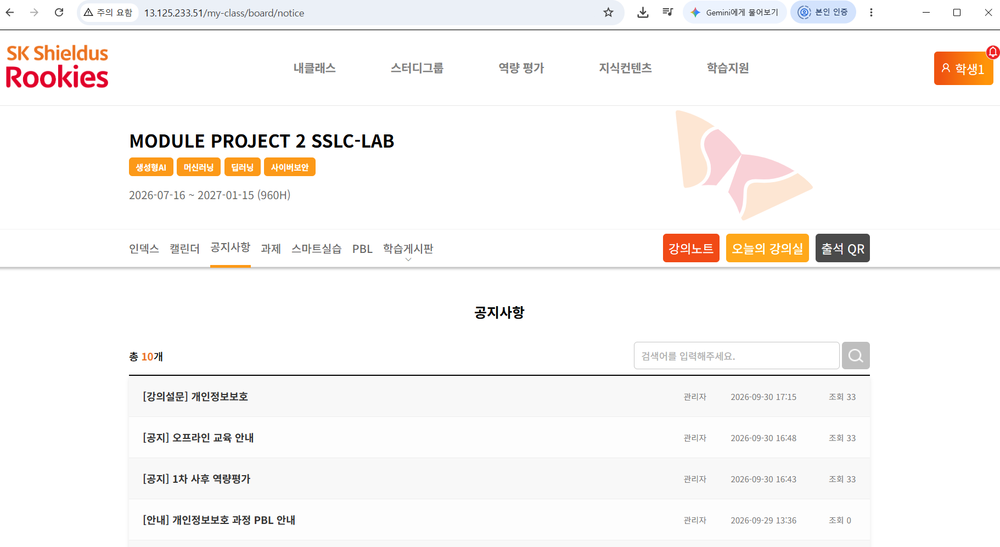 주의 요함
13.125.233.51/my-class/board/notice
Gemini에게 물어보기
본인 인증
SK Shieldus
Rookies
내클래스
스터디그룹
역량 평가
지식컨텐츠
학습지원
학생1
MODULE PROJECT 2 SSLC-LAB
생성형AI
머신러닝
딥러닝
사이버보안
2026-07-16 ~ 2027-01-15 (960H)
인덱스
캘린더
공지사항
과제
스마트실습
PBL
학습게시판
강의노트
오늘의 강의실
출석 QR
공지사항
총 10개
검색어를 입력해주세요.
[강의설문] 개인정보보호 관리자 2026-09-30 17:15 조회 33
[공지] 오프라인 교육 안내 관리자 2026-09-30 16:48 조회 33
[공지] 1차 사후 역량평가 관리자 2026-09-30 16:43 조회 33
[안내] 개인정보보호 과정 PBL 안내 관리자 2026-09-29 13:36 조회 0